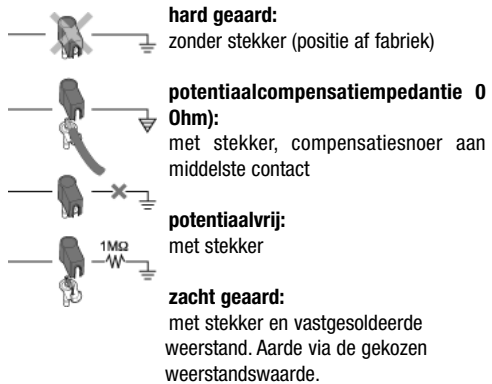 hard geaard:
zonder stekker (positie af fabriek)
potentiaalcompensatiempedantie 0
Ohm):
met stekker, compensatiesnoer aan
middelste contact
potentiaalvrij:
met stekker
1MΩ
zacht geaard:
met stekker en vastgesoldeerde
weerstand. Aarde via de gekozen
weerstandswaarde.